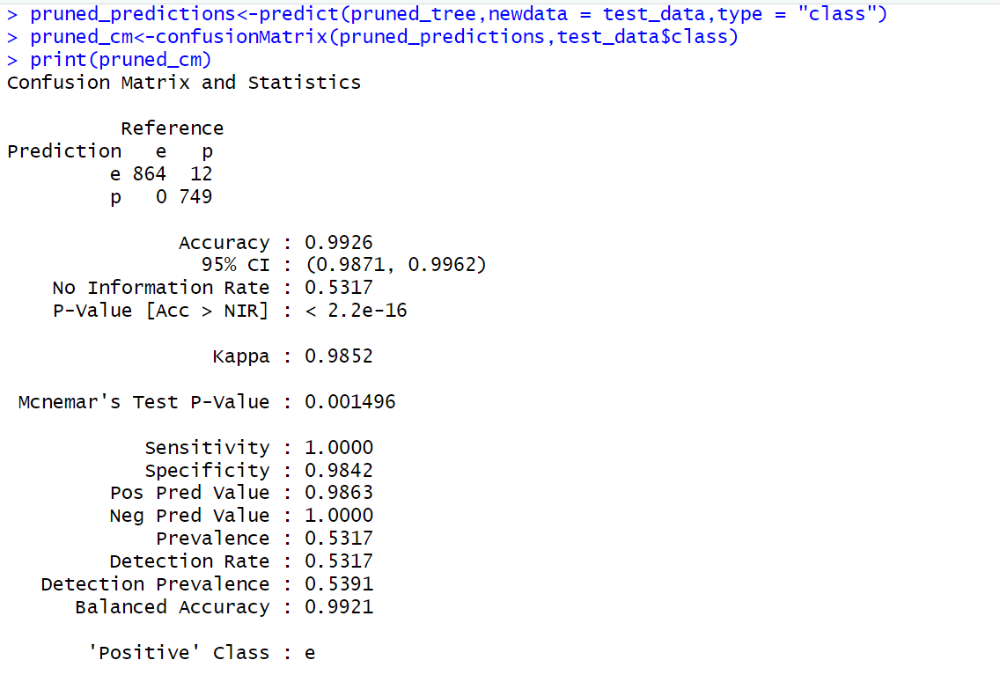 > pruned_predictions<-predict(pruned_tree,newdata = test_data,type = "class")
> pruned_cm<-confusionMatrix(pruned_predictions,test_data$class)
> print(pruned_cm)
Confusion Matrix and Statistics

          Reference
Prediction   e   p
         e 864  12
         p   0 749

               Accuracy : 0.9926
                 95% CI : (0.9871, 0.9962)
    No Information Rate : 0.5317
    P-Value [Acc > NIR] : < 2.2e-16

                  Kappa : 0.9852

 Mcnemar's Test P-Value : 0.001496

            Sensitivity : 1.0000
            Specificity : 0.9842
         Pos Pred Value : 0.9863
         Neg Pred Value : 1.0000
             Prevalence : 0.5317
         Detection Rate : 0.5317
   Detection Prevalence : 0.5391
      Balanced Accuracy : 0.9921

       'Positive' Class : e